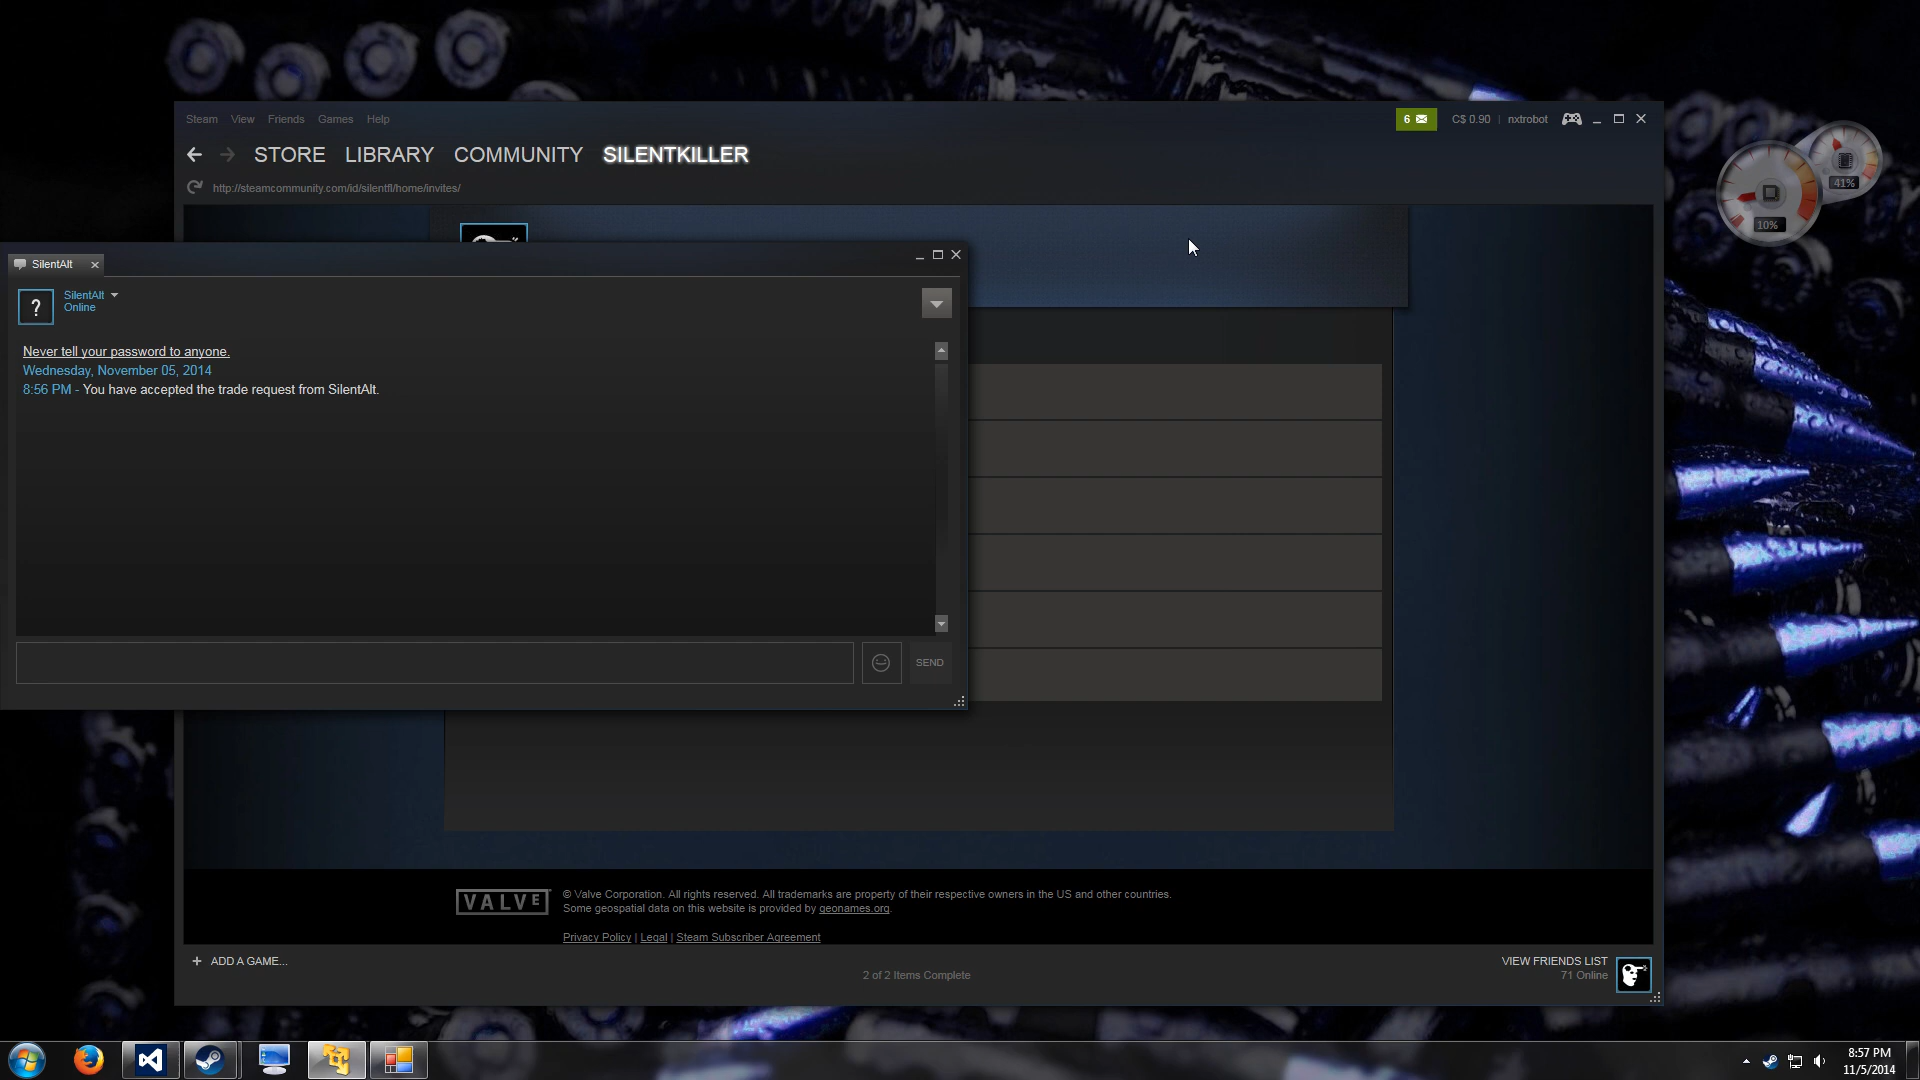 Steam View Friends Games Help
6 C$ 0.90 | nxtrobot
STORE LIBRARY COMMUNITY SILENTKILLER
http://steamcommunity.com/id/silentfl/home/invites/
41%
10%
SilentAlt
SilentAlt
Online
?
Never tell your password to anyone.
Wednesday, November 05, 2014
8:56 PM - You have accepted the trade request from SilentAlt.
SEND
VALVE
© Valve Corporation. All rights reserved. All trademarks are property of their respective owners in the US and other countries.
Some geospatial data on this website is provided by geonames.org.
Privacy Policy | Legal | Steam Subscriber Agreement
+ ADD A GAME...
2 of 2 Items Complete
VIEW FRIENDS LIST
71 Online
8:57 PM
11/5/2014